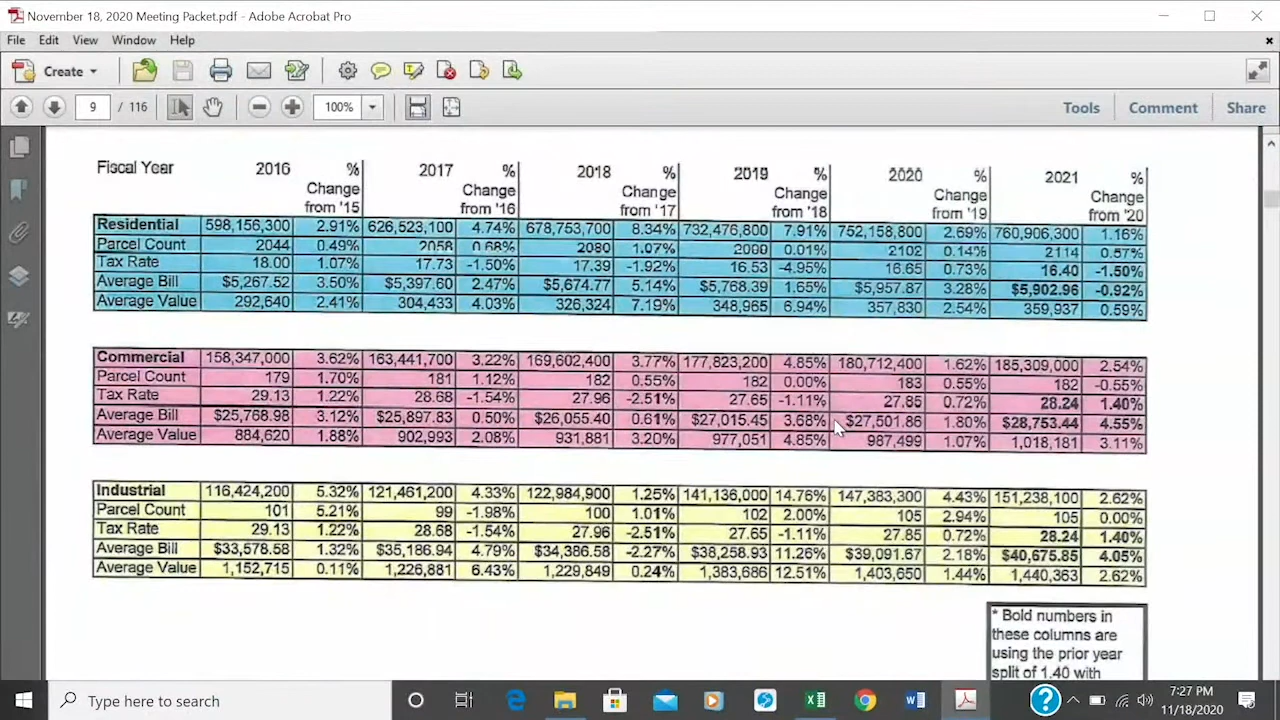 November 18, 2020 Meeting Packet.pdf - Adobe Acrobat Pro
File Edit View Window Help
Create
9 / 116 100% Tools Comment Share
Fiscal Year 2016 % Change from '15 2017 % Change from '16 2018 % Change from '17 2019 % Change from '18 2020 % Change from '19 2021 % Change from '20
Residential 598,156,300 2.91% 626,523,100 4.74% 678,753,700 8.34% 732,476,800 7.91% 752,158,800 2.69% 760,906,300 1.16%
Parcel Count 2044 0.49% 2058 0.68% 2080 1.07% 0.01% 2102 0.14% 2114 0.57%
Tax Rate 18.00 1.07% 17.73 -1.50% 17.39 -1.92% 16.53 -4.95% 16.65 0.73% 16.40 -1.50%
Average Bill $5,267.52 3.50% $5,397.60 2.47% $5,674.77 5.14% $5,768.39 1.65% $5,957.87 3.28% $5,902.96 -0.92%
Average Value 292,640 2.41% 304,433 4.03% 326,324 7.19% 348,965 6.94% 357,830 2.54% 359,937 0.59%
Commercial 158,347,000 3.62% 163,441,700 3.22% 169,602,400 3.77% 177,823,200 4.85% 180,712,400 1.62% 185,309,000 2.54%
Parcel Count 179 1.70% 181 1.12% 182 0.55% 182 0.00% 183 0.55% 182 -0.55%
Tax Rate 29.13 1.22% 28.68 -1.54% 27.96 -2.51% 27.65 -1.11% 27.85 0.72% 28.24 1.40%
Average Bill $25,768.98 3.12% $25,897.83 0.50% $26,055.40 0.61% $27,015.45 3.68% $27,501.86 1.80% $28,753.44 4.55%
Average Value 884,620 1.88% 902,993 2.08% 931,881 3.20% 977,051 4.85% 987,499 1.07% 1,018,181 3.11%
Industrial 116,424,200 5.32% 121,461,200 4.33% 122,984,900 1.25% 141,136,000 14.76% 147,383,300 4.43% 151,238,100 2.62%
Parcel Count 101 5.21% 99 -1.98% 100 1.01% 102 2.00% 105 2.94% 105 0.00%
Tax Rate 29.13 1.22% 28.68 -1.54% 27.96 -2.51% 27.65 -1.11% 27.85 0.72% 28.24 1.40%
Average Bill $33,578.58 1.32% $35,186.94 4.79% $34,386.58 -2.27% $38,258.93 11.26% $39,091.67 2.18% $40,675.85 4.05%
Average Value 1,152,715 0.11% 1,226,881 6.43% 1,229,849 0.24% 1,383,686 12.51% 1,403,650 1.44% 1,440,363 2.62%
* Bold numbers in
these columns are
using the prior year
split of 1.40 with
Type here to search
7:27 PM
11/18/2020